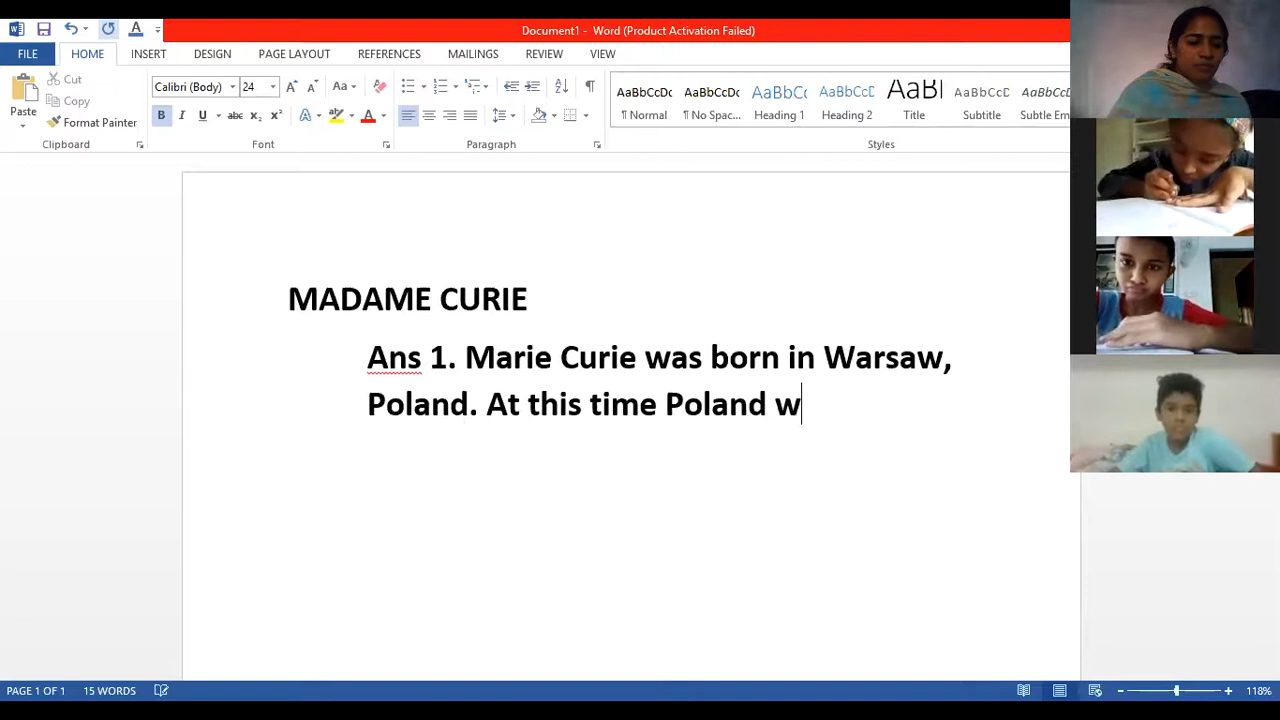 Document1 - Word (Product Activation Failed)
FILE HOME INSERT DESIGN PAGE LAYOUT REFERENCES MAILINGS REVIEW VIEW
Cut
Copy
Paste
Format Painter
Calibri (Body) 24
AaBbCcDc AaBbCcDc AaBbC AaBbCcD AaBl AaBbCcD AaBbCcDc
¶ Normal ¶ No Spac... Heading 1 Heading 2 Title Subtitle Subtle Em...
Clipboard Font Paragraph Styles
MADAME CURIE
Ans 1. Marie Curie was born in Warsaw,
Poland. At this time Poland w
PAGE 1 OF 1 15 WORDS 118%